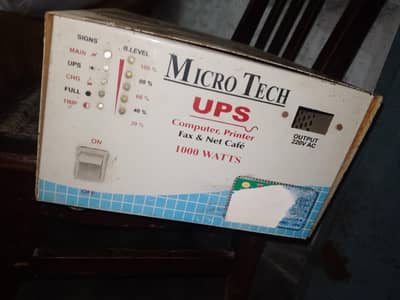 SIGNS
MAIN
UPS
CHG
FULL
B.LEVEL
100 %
80 %
60 %
40 %
20 %
ON
MICRO TECH
UPS
Computer, Printer
Fax & Net Café
1000 WATTS
OUTPUT
220V AC